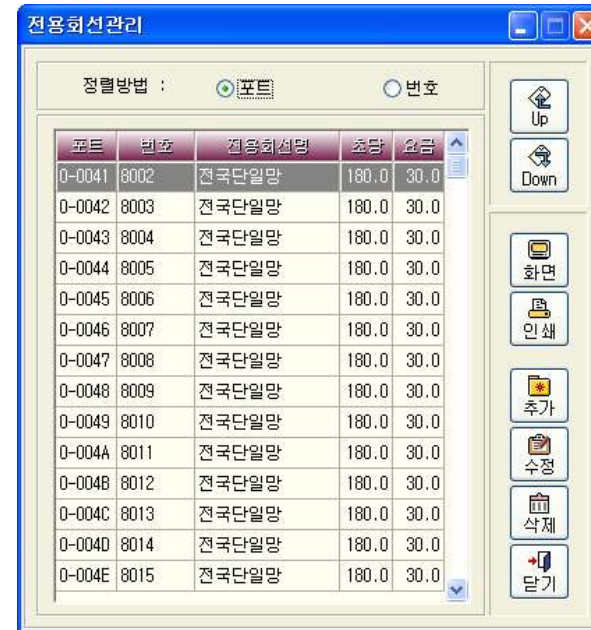 전용회선관리
정렬방법 : 포트 번호
포트 번호 전용회선명 초당 요금
0-0041 8002 전국단일망 180.0 30.0
0-0042 8003 전국단일망 180.0 30.0
0-0043 8004 전국단일망 180.0 30.0
0-0044 8005 전국단일망 180.0 30.0
0-0045 8006 전국단일망 180.0 30.0
0-0046 8007 전국단일망 180.0 30.0
0-0047 8008 전국단일망 180.0 30.0
0-0048 8009 전국단일망 180.0 30.0
0-0049 8010 전국단일망 180.0 30.0
0-004A 8011 전국단일망 180.0 30.0
0-004B 8012 전국단일망 180.0 30.0
0-004C 8013 전국단일망 180.0 30.0
0-004D 8014 전국단일망 180.0 30.0
0-004E 8015 전국단일망 180.0 30.0
Up
Down
화면
인쇄
추가
수정
삭제
닫기